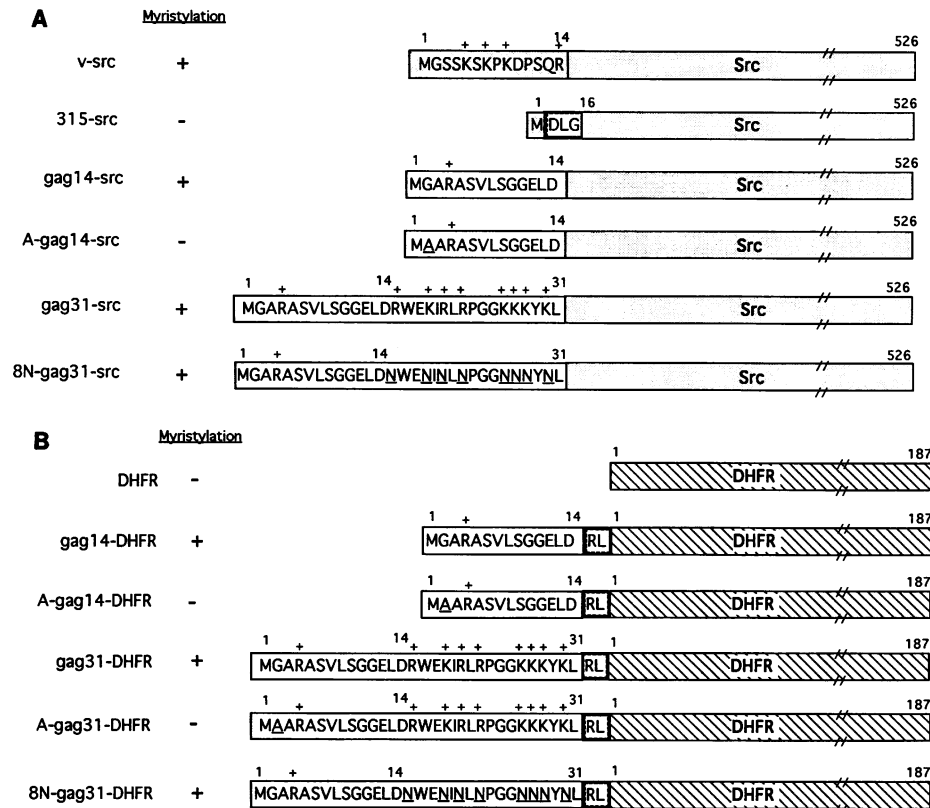 A Myristylation
+ + + +
1 14 526
v-src + MGSSKSKPKDPSQR Src //
1 16 526
315-src - M DLG Src //
+
1 14 526
gag14-src + MGARASVLSGGELD Src //
+
1 14 526
A-gag14-src - MAARASVLSGGELD Src //
1 14 31 526
+ + + + + + + + +
gag31-src + MGARASVLSGGELDRWEKIRLRPGGKKKYKL Src //
1 14 31 526
+
8N-gag31-src + MGARASVLSGGELDNWENINLNPGGNNNYNL Src //
B Myristylation
1 187
DHFR - DHFR //
1 + 14 1 187
gag14-DHFR + MGARASVLSGGELD RL DHFR //
1 + 14 1 187
A-gag14-DHFR - MAARASVLSGGELD RL DHFR //
1 14 31 1 187
+ + + + + + + + +
gag31-DHFR + MGARASVLSGGELDRWEKIRLRPGGKKKYKL RL DHFR //
1 14 31 1 187
+ + + + + + + + +
A-gag31-DHFR - MAARASVLSGGELDRWEKIRLRPGGKKKYKL RL DHFR //
1 + 14 31 1 187
8N-gag31-DHFR + MGARASVLSGGELDNWENINLNPGGNNNYNL RL DHFR //